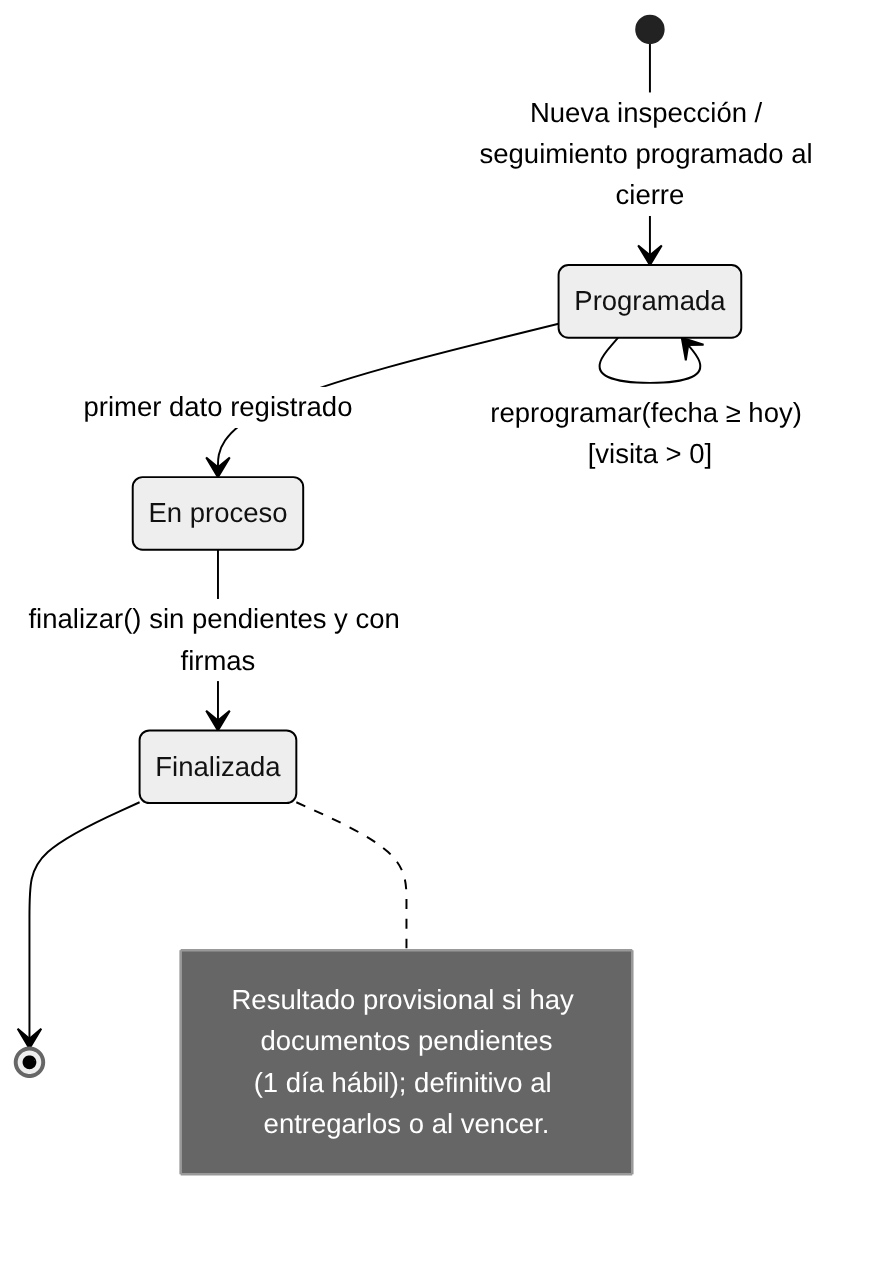 Nueva inspección /
seguimiento programado al
cierre
Programada
primer dato registrado
reprogramar(fecha ≥ hoy)
[visita > 0]
En proceso
finalizar() sin pendientes y con
firmas
Finalizada
Resultado provisional si hay
documentos pendientes
(1 día hábil); definitivo al
entregarlos o al vencer.